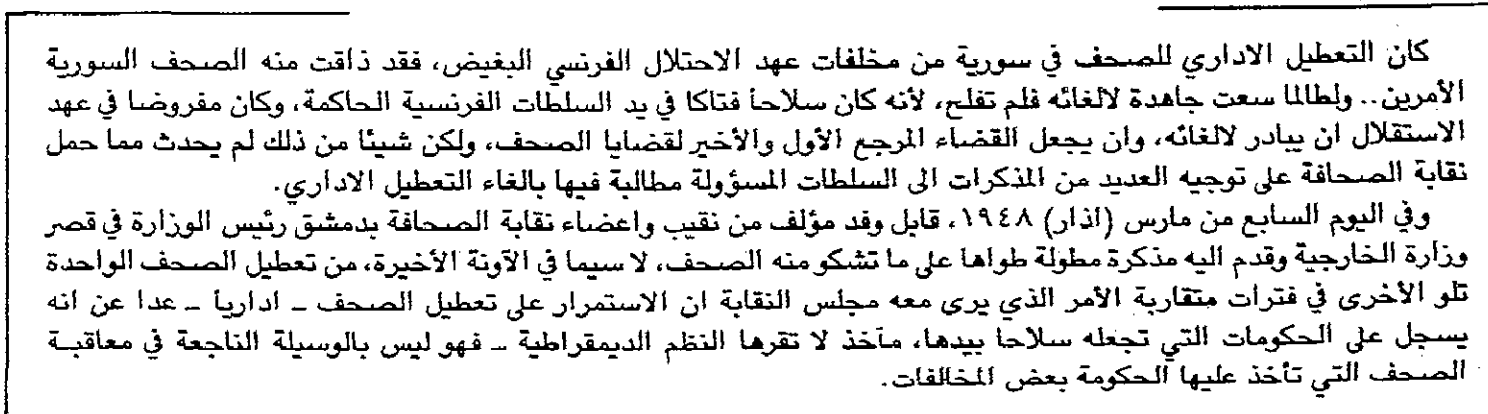 كان التعطيل الاداري للصحف في سورية من مخلفات عهد الاحتلال الفرنسي البغيض، فقد ذاقت منه الصحف السورية
الأمرين.. ولطالما سعت جاهدة لالغائه فلم تفلح، لأنه كان سلاحاً فتاكا في يد السلطات الفرنسية الحاكمة، وكان مفروضا في عهد
الاستقلال ان يبادر لالغائه، وان يجعل القضاء المرجع الأول والأخير لقضايا الصحف، ولكن شيئا من ذلك لم يحدث مما حمل
نقابة الصحافة على توجيه العديد من المذكرات الى السلطات المسؤولة مطالبة فيها بالغاء التعطيل الاداري.
وفي اليوم السابع من مارس (اذار) ١٩٤٨، قابل وفد مؤلف من نقيب واعضاء نقابة الصحافة بدمشق رئيس الوزارة في قصر
وزارة الخارجية وقدم اليه مذكرة مطولة طواها على ما تشكو منه الصحف، لا سيما في الآونة الأخيرة، من تعطيل الصحف الواحدة
تلو الأخرى في فترات متقاربة الأمر الذي يرى معه مجلس النقابة ان الاستمرار على تعطيل الصحف ــ ادارياً ــ عدا عن انه
يسجل على الحكومات التي تجعله سلاحا بيدها، مآخذ لا تقرها النظم الديمقراطية ــ فهو ليس بالوسيلة الناجعة في معاقبة
الصحف التي تأخذ عليها الحكومة بعض المخالفات.